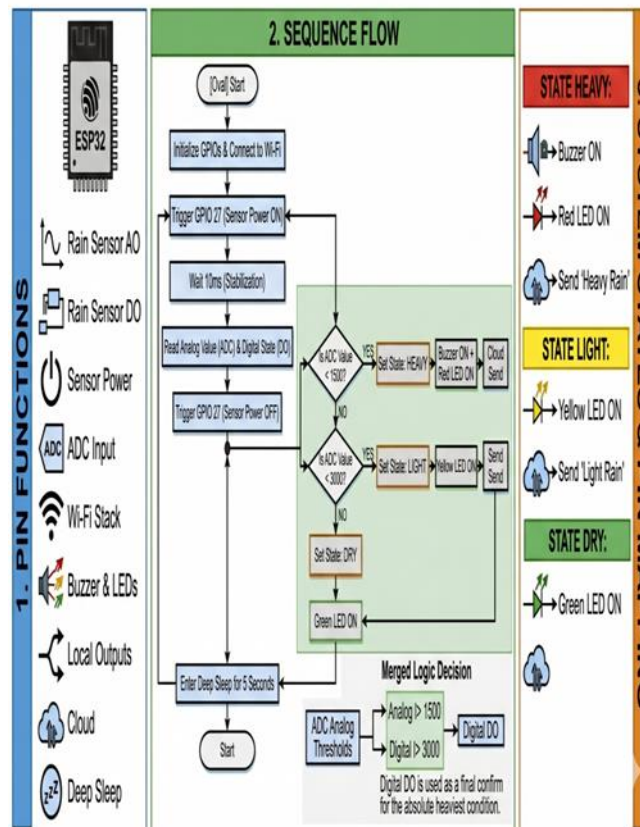 1. PIN FUNCTIONS
ESP32
Rain Sensor AO
Rain Sensor DO
Sensor Power
ADC
ADC Input
Wi-Fi Stack
Buzzer & LEDs
Local Outputs
Cloud
zzZ
Deep Sleep
2. SEQUENCE FLOW
[Oval] Start
Initialize GPIOs & Connect to Wi-Fi
Trigger GPIO 27 (Sensor Power ON)
Wait 10ms (Stabilization)
Read Analog Value (ADC) & Digital State (DO)
Trigger GPIO 27 (Sensor Power OFF)
Is ADC Value
< 1500?
YES
Set State: HEAVY
Buzzer ON +
Red LED ON
Cloud
Send
NO
Is ADC Value
< 3000?
YES
Set State: LIGHT
Yellow LED ON
Send
Send
NO
Set State: DRY
Green LED ON
Enter Deep Sleep for 5 Seconds
Start
Merged Logic Decision
ADC Analog
Thresholds
Analog |> 1500
Digital |> 3000
Digital DO
Digital DO is used as a final confirm
for the absolute heaviest condition.
STATE HEAVY:
Buzzer ON
Red LED ON
Send 'Heavy Rain'
STATE LIGHT:
Yellow LED ON
Send 'Light Rain'
STATE DRY:
Green LED ON